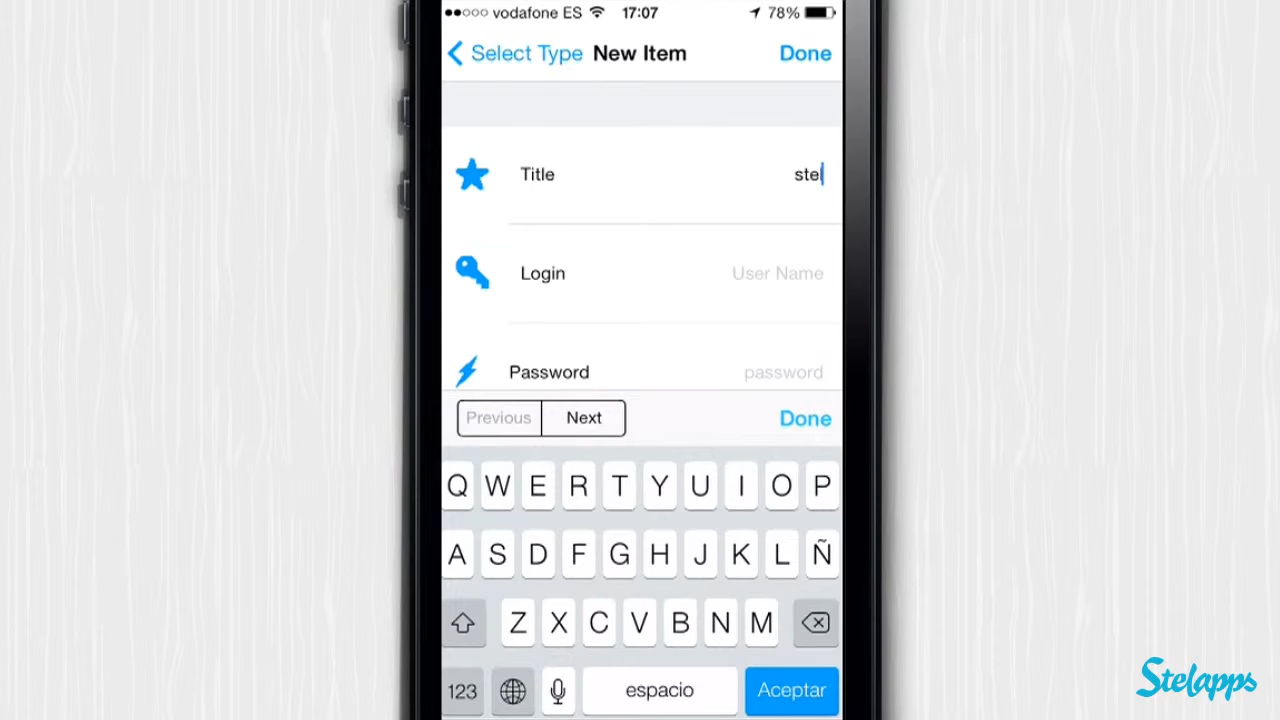 vodafone ES 17:07 78%
Select Type New Item Done
Title stel
Login User Name
Password password
Previous Next Done
Q W E R T Y U I O P
A S D F G H J K L Ñ
Z X C V B N M
123 espacio Aceptar
Stelapps